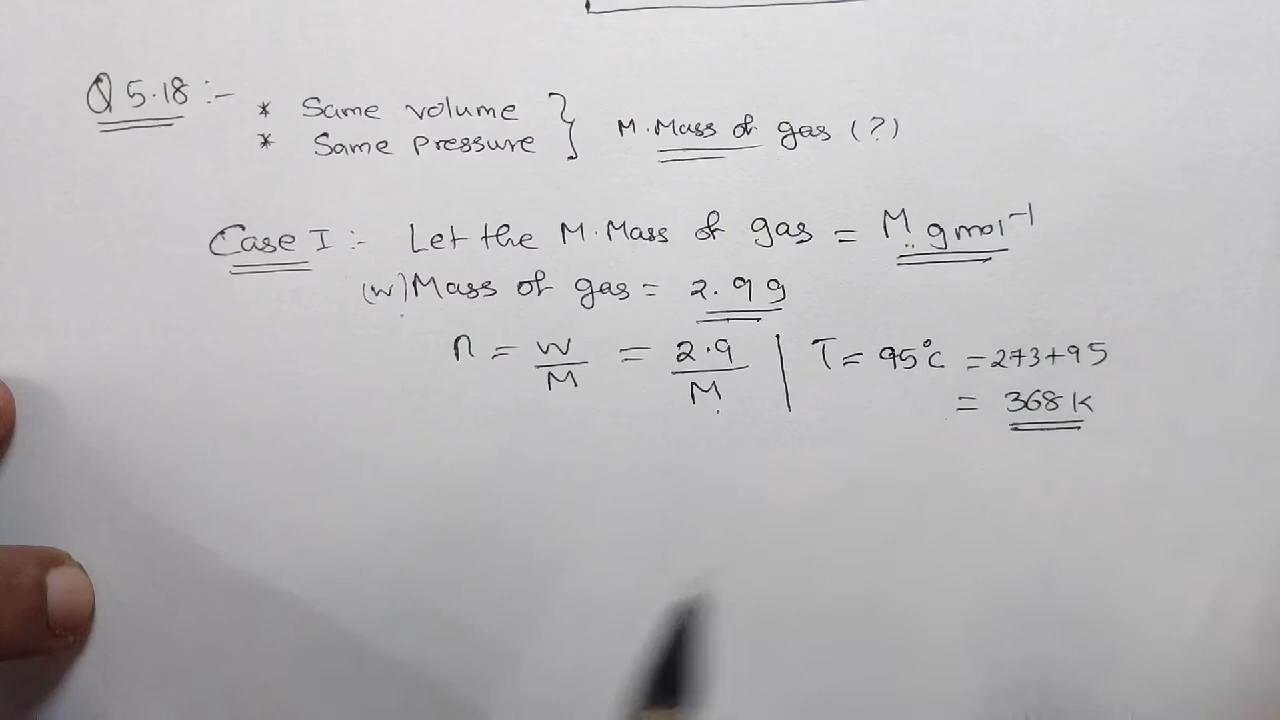 Q 5.18 :-
* Same volume
* Same pressure } M. Mass of gas (?)
Case I :- Let the M. Mass of gas = M g mol⁻¹
(W) Mass of gas = 2.9 g
n = W/M = 2.9/M | T = 95°C = 273+95
= 368 K